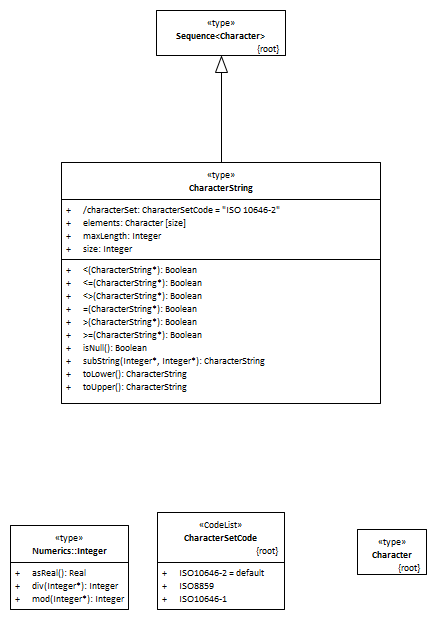 «type»
Sequence<Character>
{root}
«type»
CharacterString
+ /characterSet: CharacterSetCode = "ISO 10646-2"
+ elements: Character [size]
+ maxLength: Integer
+ size: Integer
+ <(CharacterString*): Boolean
+ <=(CharacterString*): Boolean
+ <>(CharacterString*): Boolean
+ =(CharacterString*): Boolean
+ >(CharacterString*): Boolean
+ >=(CharacterString*): Boolean
+ isNull(): Boolean
+ subString(Integer*, Integer*): CharacterString
+ toLower(): CharacterString
+ toUpper(): CharacterString
«type»
Numerics::Integer
+ asReal(): Real
+ div(Integer*): Integer
+ mod(Integer*): Integer
«CodeList»
CharacterSetCode
{root}
+ ISO10646-2 = default
+ ISO8859
+ ISO10646-1
«type»
Character
{root}